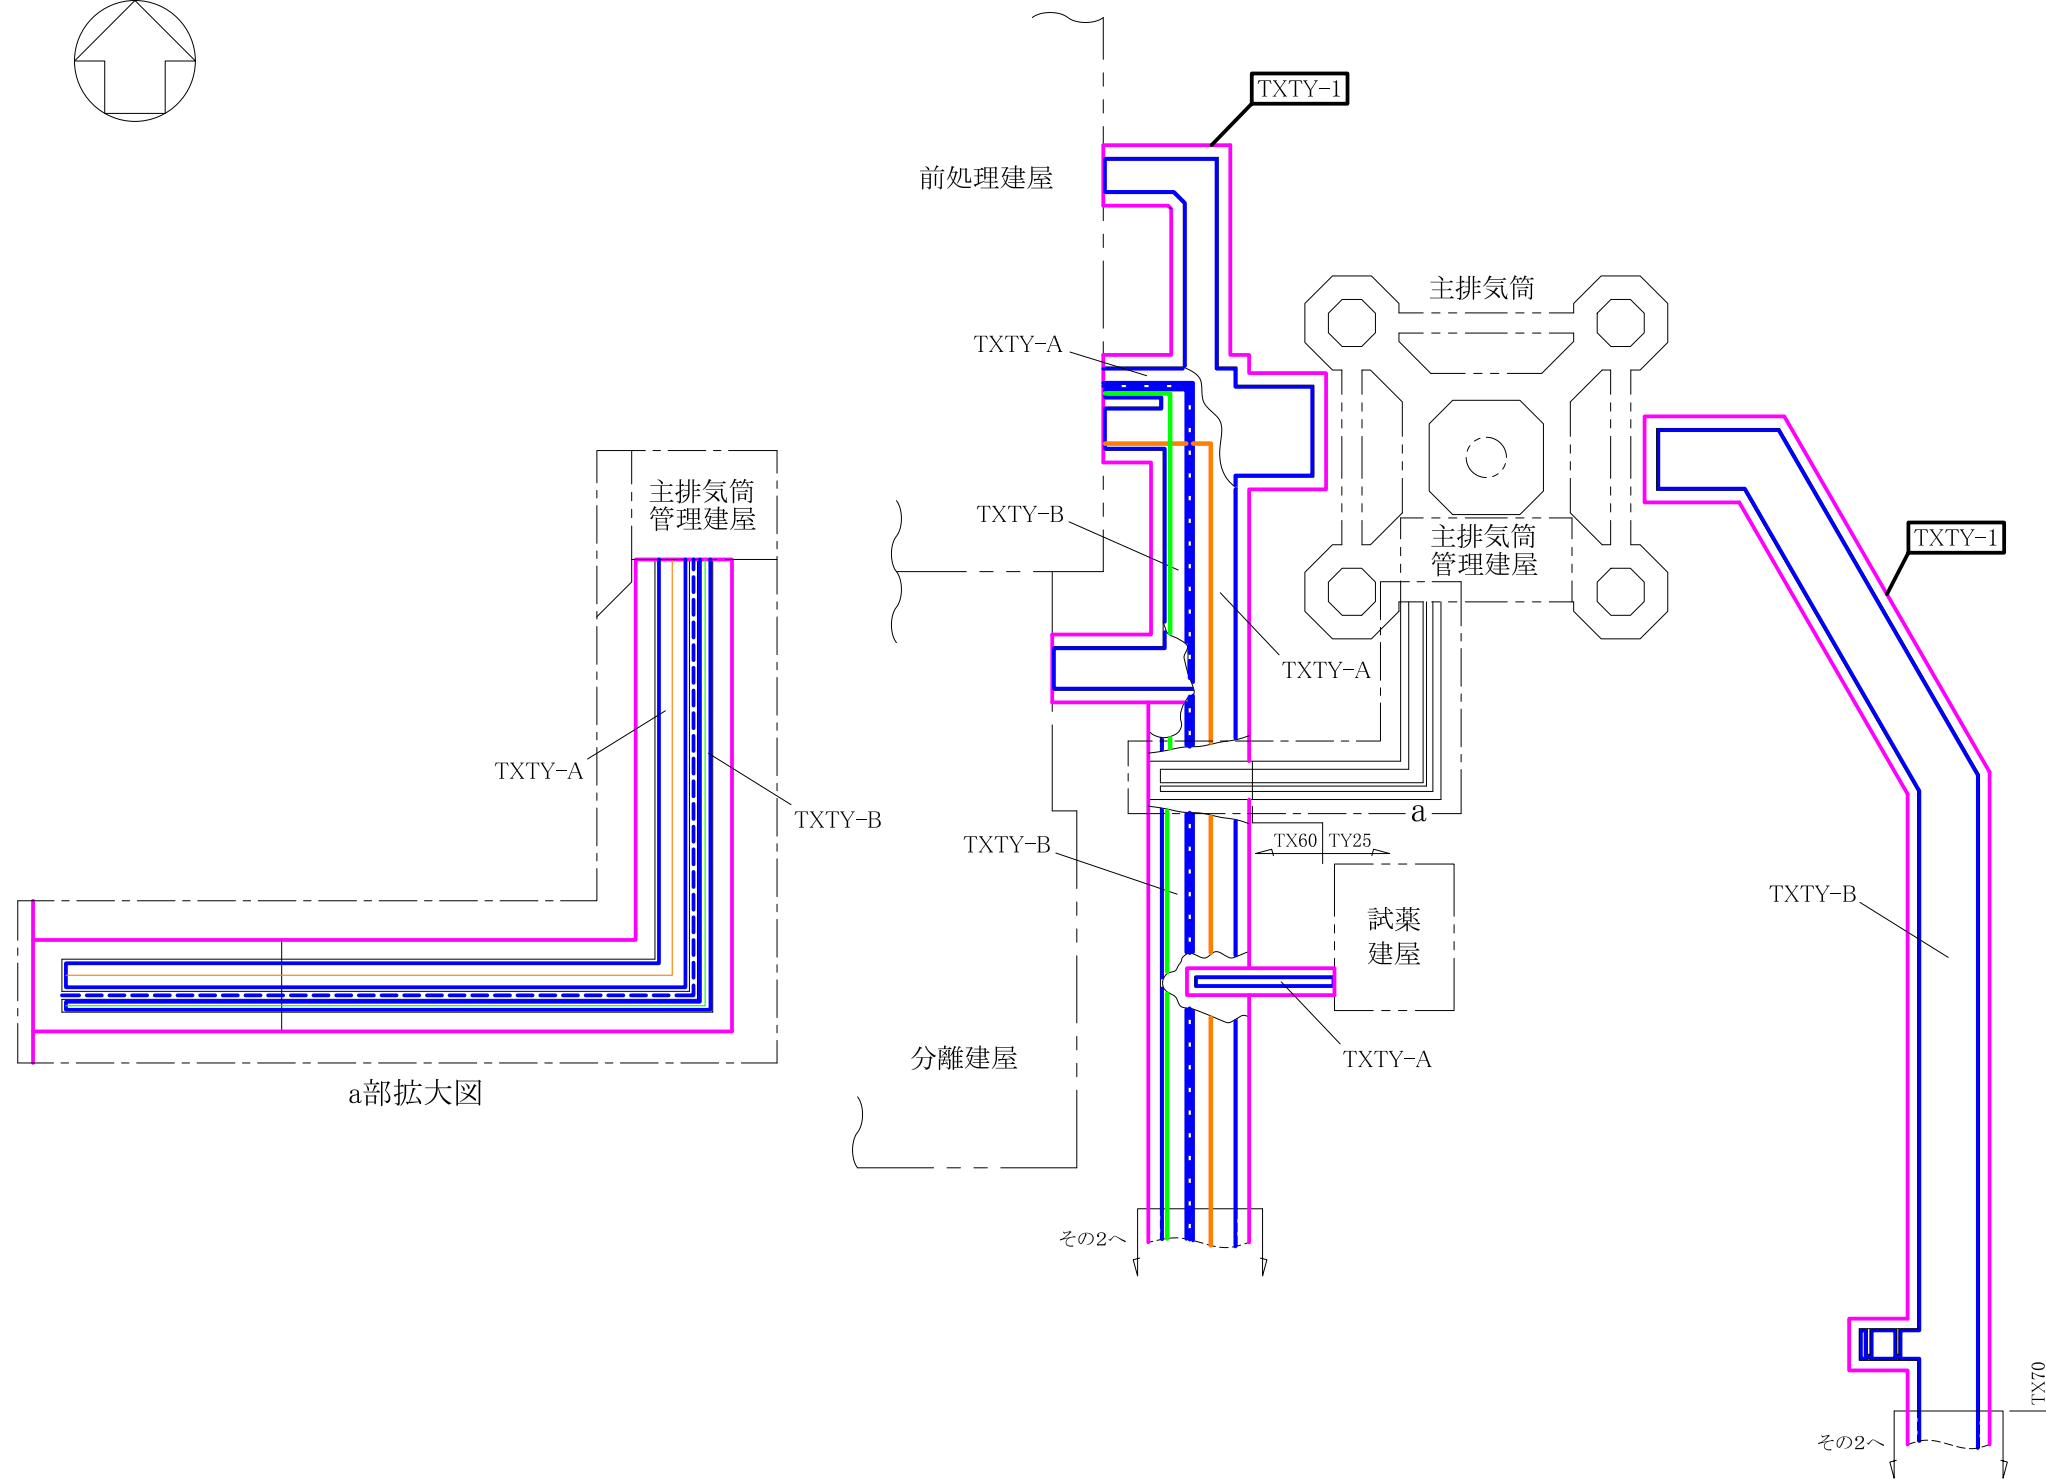 TXTY-1
前処理建屋
主排気筒
TXTY-A
主排気筒
管理建屋
TXTY-B
主排気筒
管理建屋
TXTY-1
TXTY-A
TXTY-A
TXTY-B
a
TXTY-B
TX60
TY25
TXTY-B
試薬
建屋
分離建屋
TXTY-A
a部拡大図
その2へ
TX70
その2へ